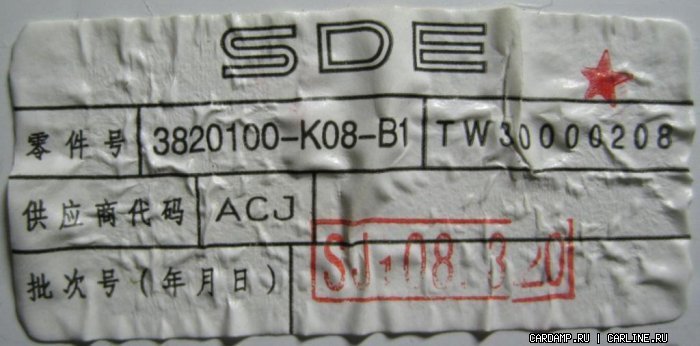 SDE
零件号 3820100-K08-B1 TW30000208
供应商代码 ACJ
批次号(年月日) SJ 08.3.20
CARDAMP.RU | CARLINE.RU